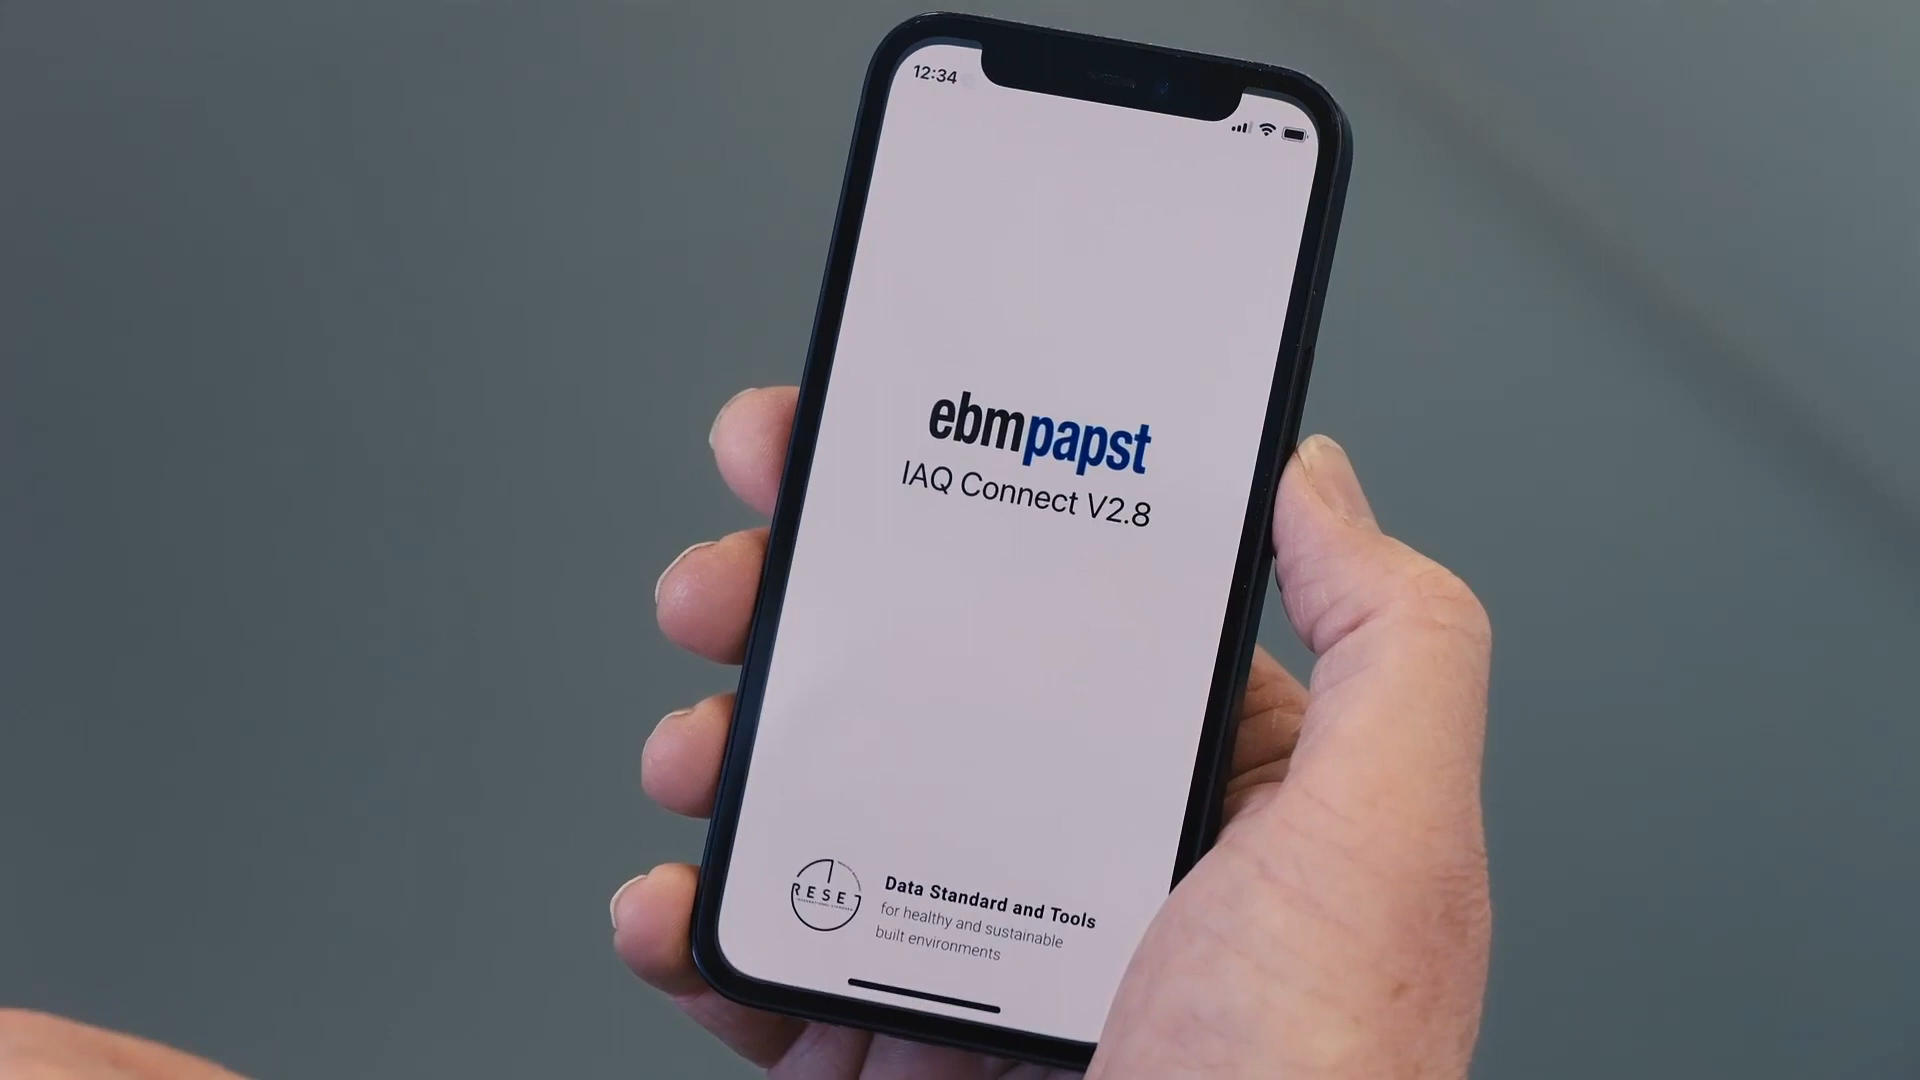 12:34
ebmpapst
IAQ Connect V2.8
RESET
Data Standard and Tools
for healthy and sustainable
built environments